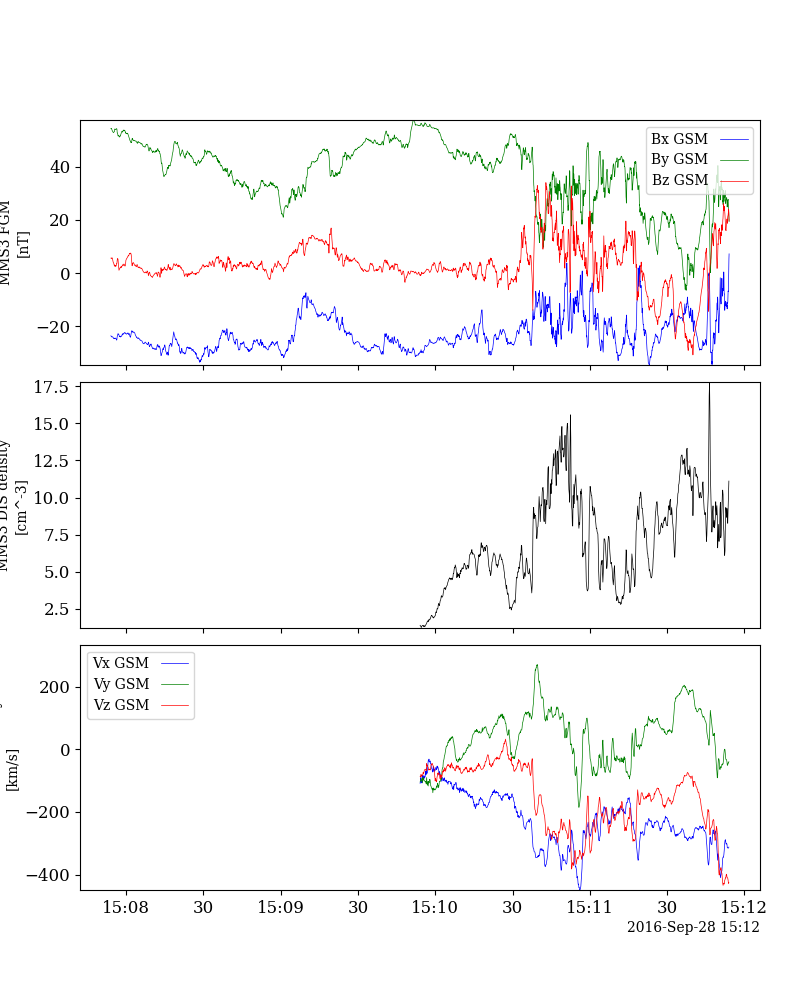 Bx GSM
By GSM
Bz GSM
MMS3 FGM
[nT]
40
20
0
−20
MMS3 DIS density
[cm^-3]
17.5
15.0
12.5
10.0
7.5
5.0
2.5
Vx GSM
Vy GSM
Vz GSM
[km/s]
200
0
−200
−400
15:08 30 15:09 30 15:10 30 15:11 30 15:12
2016-Sep-28 15:12